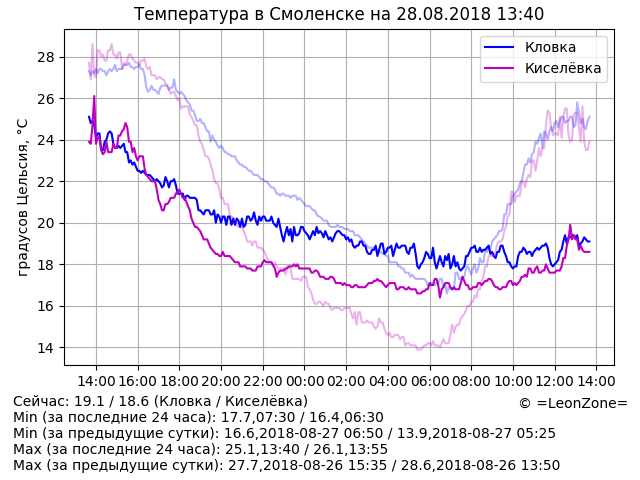 Температура в Смоленске на 28.08.2018 13:40
Кловка
Киселёвка
градусов Цельсия, °C
28
26
24
22
20
18
16
14
14:00 16:00 18:00 20:00 22:00 00:00 02:00 04:00 06:00 08:00 10:00 12:00 14:00
Сейчас: 19.1 / 18.6 (Кловка / Киселёвка)
© =LeonZone=
Min (за последние 24 часа): 17.7,07:30 / 16.4,06:30
Min (за предыдущие сутки): 16.6,2018-08-27 06:50 / 13.9,2018-08-27 05:25
Max (за последние 24 часа): 25.1,13:40 / 26.1,13:55
Max (за предыдущие сутки): 27.7,2018-08-26 15:35 / 28.6,2018-08-26 13:50